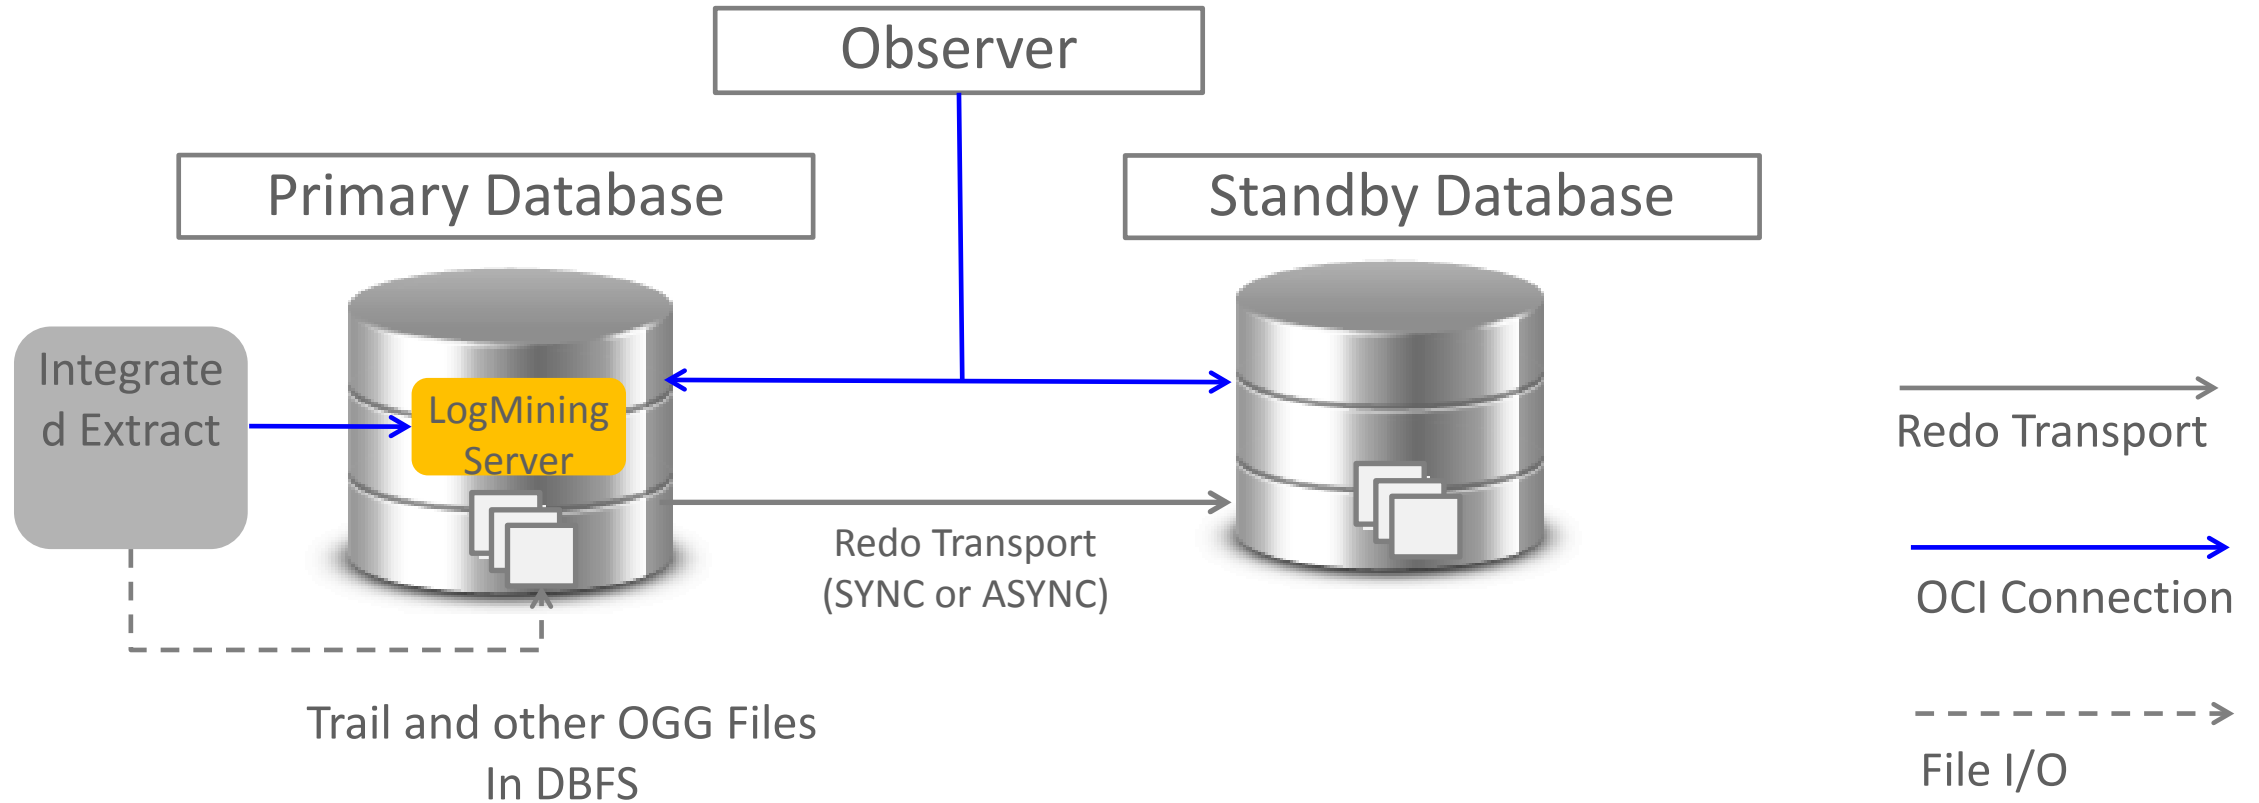 Observer
Primary Database
Standby Database
Integrate
d Extract
LogMining
Server
Redo Transport
(SYNC or ASYNC)
Trail and other OGG Files
In DBFS
Redo Transport
OCI Connection
File I/O